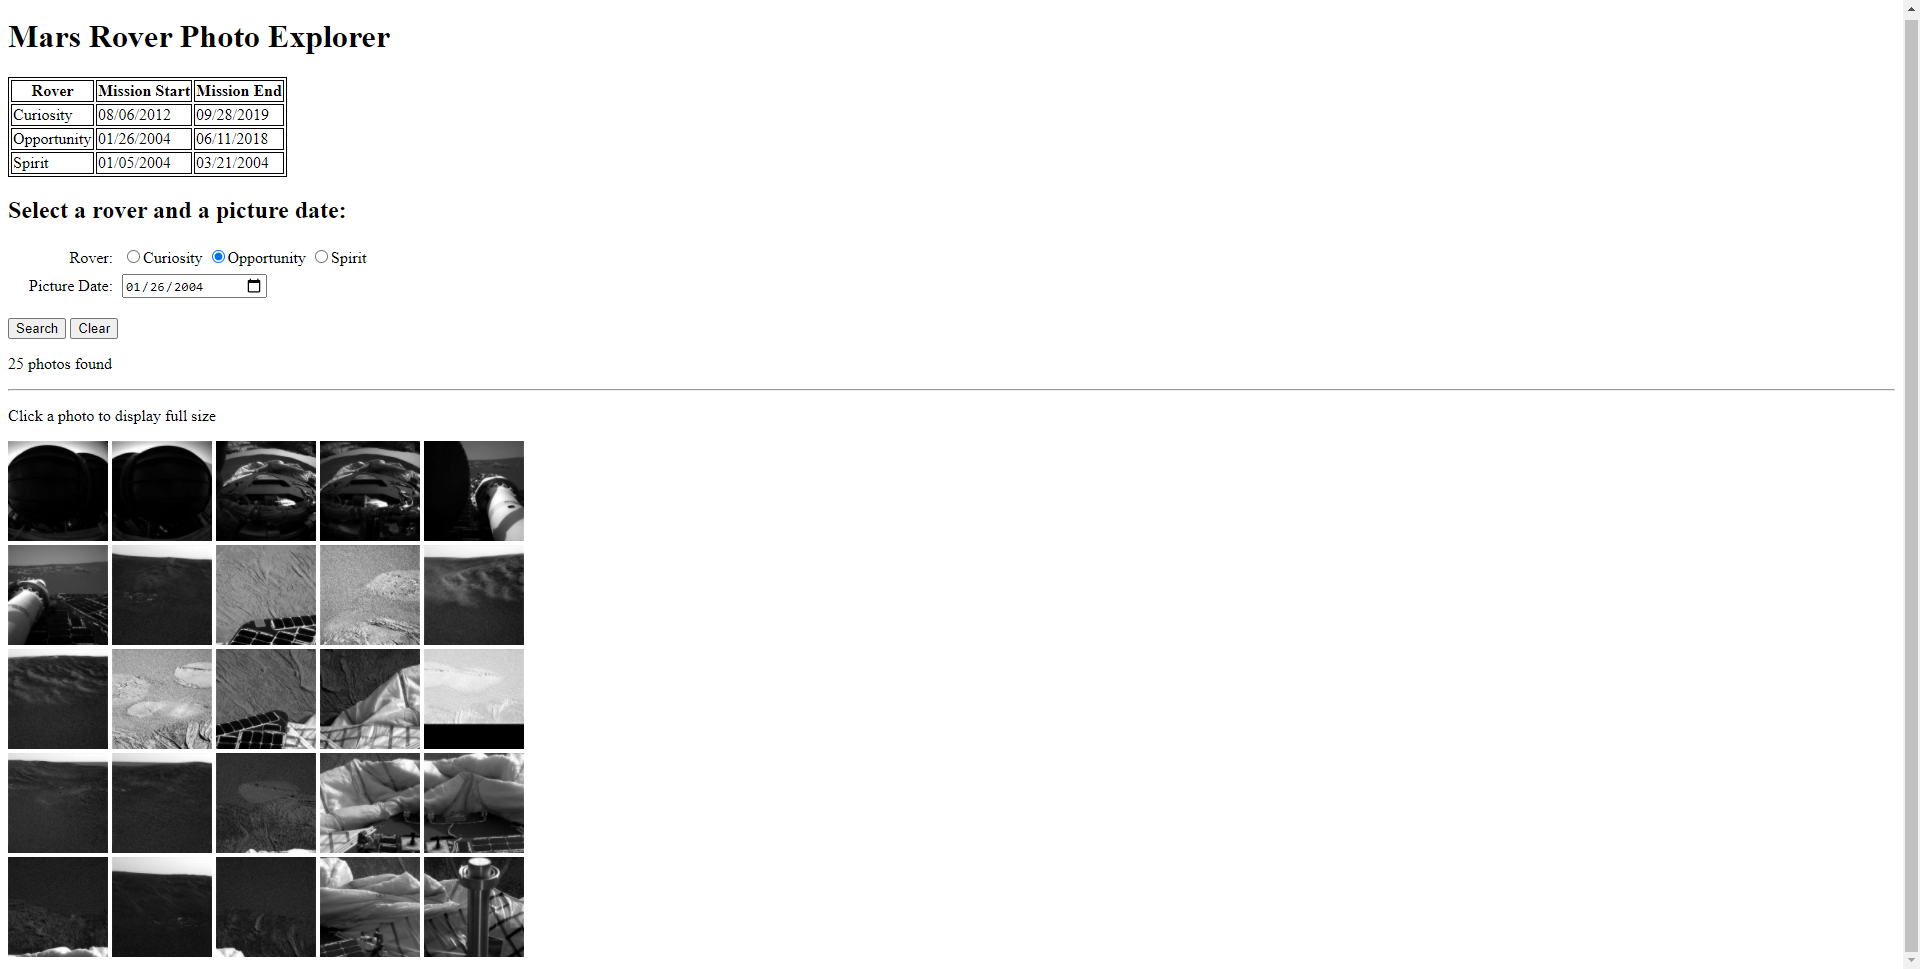 Mars Rover Photo Explorer
Rover Mission Start Mission End
Curiosity 08/06/2012 09/28/2019
Opportunity 01/26/2004 06/11/2018
Spirit 01/05/2004 03/21/2004
Select a rover and a picture date:
Rover: Curiosity Opportunity Spirit
Picture Date: 01/26/2004
Search Clear
25 photos found
Click a photo to display full size